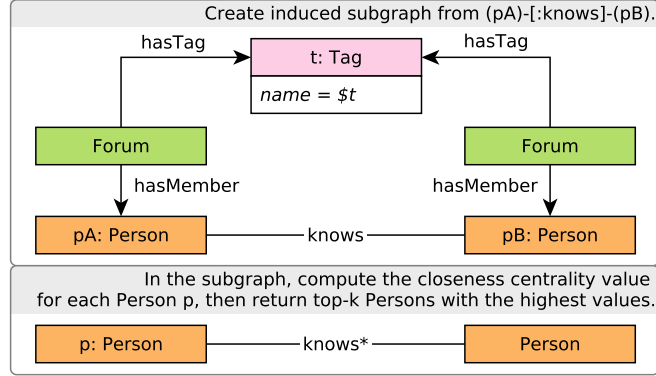 Create induced subgraph from (pA)-[:knows]-(pB).
hasTag
hasTag
t: Tag
name = $t
Forum
Forum
hasMember
hasMember
pA: Person
knows
pB: Person
In the subgraph, compute the closeness centrality value
for each Person p, then return top-k Persons with the highest values.
p: Person
knows*
Person